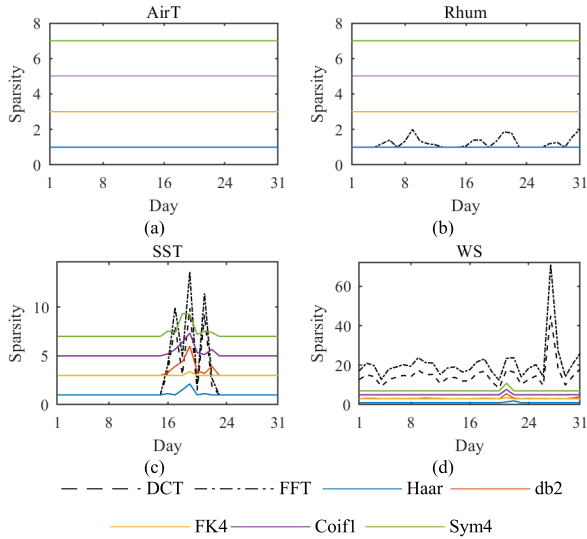 AirT
Rhum
8
6
4
2
0
Sparsity
1 8 16 24 31
Day
(a)
8
6
4
2
0
Sparsity
1 8 16 24 31
Day
(b)
SST
WS
10
5
0
Sparsity
1 8 16 24 31
Day
(c)
60
40
20
0
Sparsity
1 8 16 24 31
Day
(d)
DCT FFT Haar db2
FK4 Coif1 Sym4